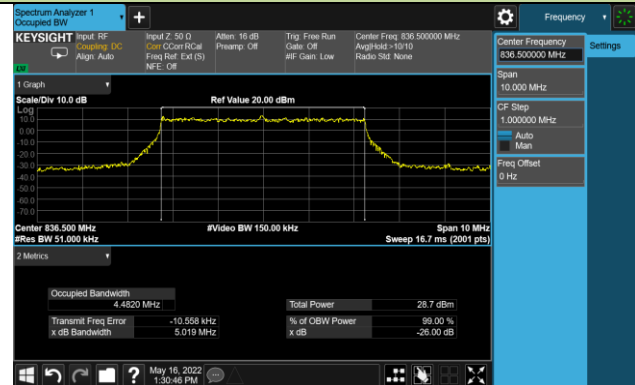 Spectrum Analyzer 1
Occupied BW
Frequency
KEYSIGHT
Input: RF
Coupling: DC
Align: Auto
Input Z: 50 Ω
Corr CCorr RCal
Freq Ref: Ext (S)
NFE: Off
Atten: 16 dB
Preamp: Off
Trig: Free Run
Gate: Off
#IF Gain: Low
Center Freq: 836.500000 MHz
Avg|Hold:>10/10
Radio Std: None
LXI
Center Frequency
836.500000 MHz
Settings
Span
10.000 MHz
CF Step
1.000000 MHz
Auto
Man
Freq Offset
0 Hz
1 Graph
Scale/Div 10.0 dB
Ref Value 20.00 dBm
Log
10.0
0.00
-10.0
-20.0
-30.0
-40.0
-50.0
-60.0
-70.0
Center 836.500 MHz
#Video BW 150.00 kHz
Span 10 MHz
#Res BW 51.000 kHz
Sweep 16.7 ms (2001 pts)
2 Metrics
Occupied Bandwidth
4.4820 MHz
Total Power 28.7 dBm
Transmit Freq Error -10.558 kHz
% of OBW Power 99.00 %
x dB Bandwidth 5.019 MHz
x dB -26.00 dB
?
May 16, 2022
1:30:46 PM